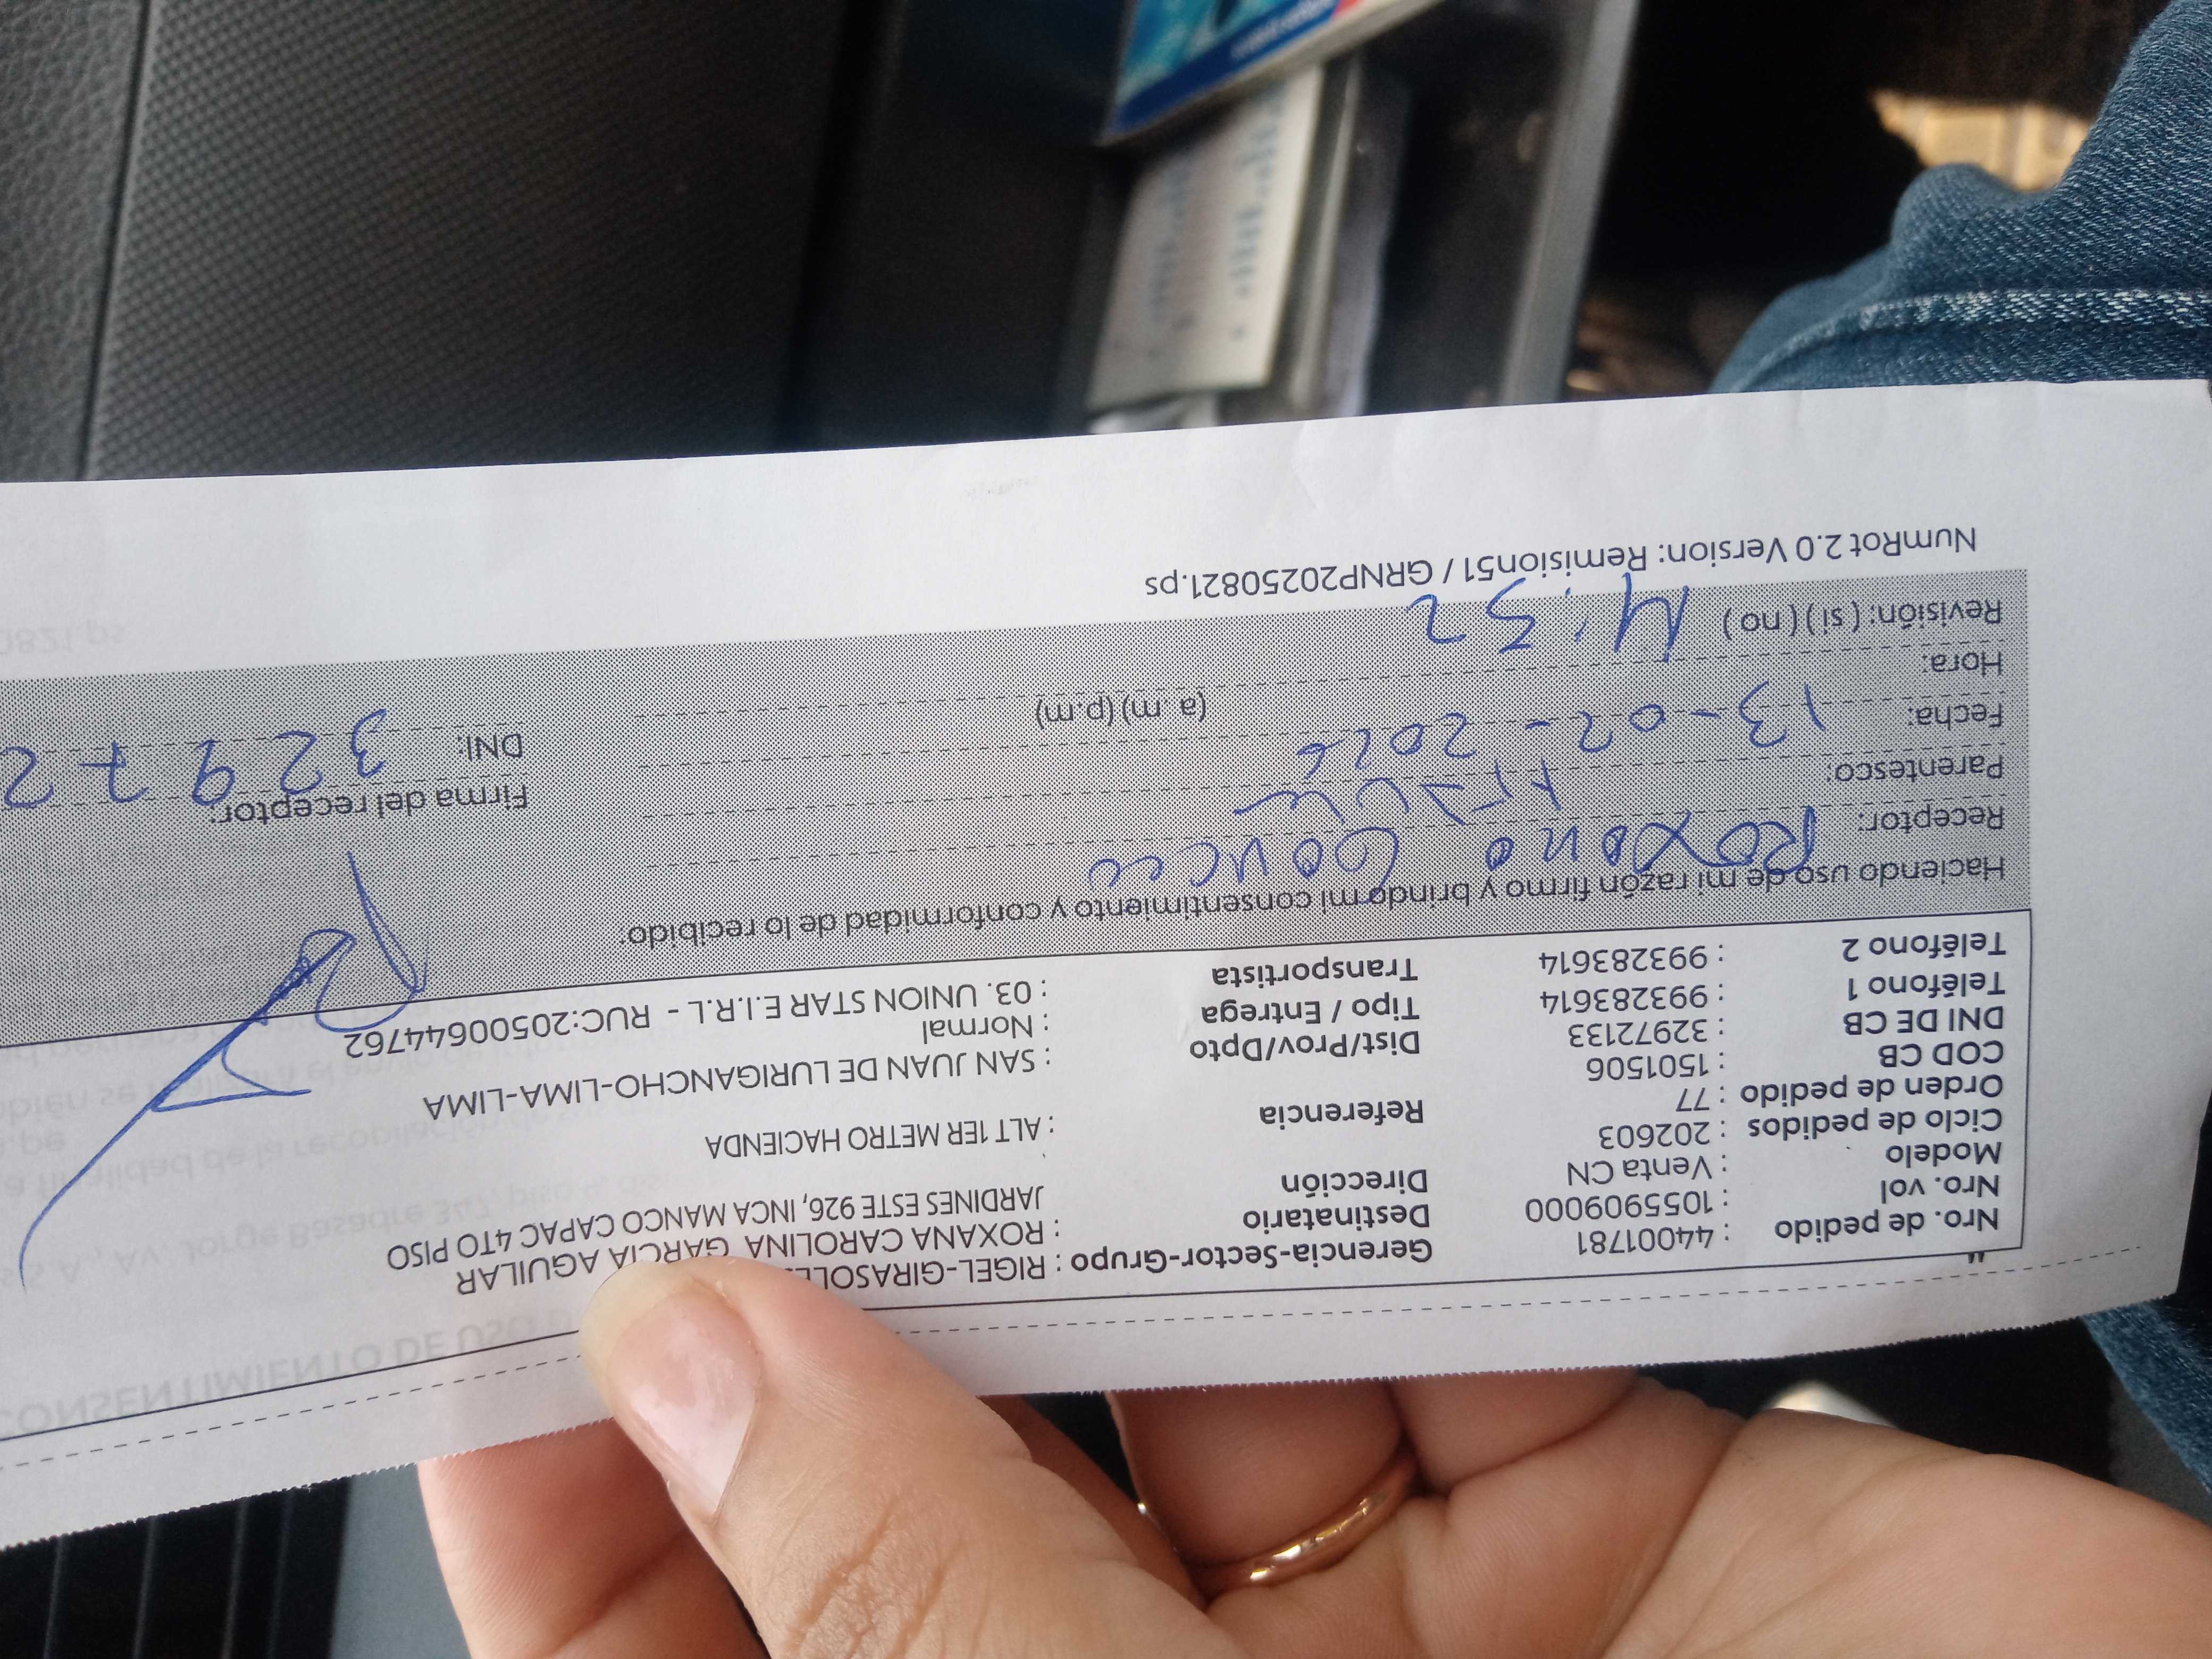 Nro. de pedido : 44001781 Gerencia-Sector-Grupo : RIGEL-GIRASOLES
Nro. vol : 1055909000 Destinatario : ROXANA CAROLINA GARCIA AGUILAR
Modelo : Venta CN Dirección JARDINES ESTE 926, INCA MANCO CAPAC 4TO PISO
Ciclo de pedidos : 202603
Orden de pedido : 77 Referencia : ALT 1ER METRO HACIENDA
COD CB : 1501506
DNI DE CB : 32972133 Dist/Prov/Dpto : SAN JUAN DE LURIGANCHO-LIMA-LIMA
Teléfono 1 : 993283614 Tipo / Entrega : Normal
Teléfono 2 : 993283614 Transportista : 03. UNION STAR E.I.R.L - RUC:20500644762
Haciendo uso de mi razón firmo y brindo mi consentimiento y conformidad de lo recibido:
Receptor: Roxana
Parentesco: Firma del receptor:
Fecha: 13-02-2026 DNI: 32972
Hora: (a. m) (p.m)
Revisión: ( si ) ( no )
NumRot 2.0 Version: Remision51 / GRNP20250821.ps